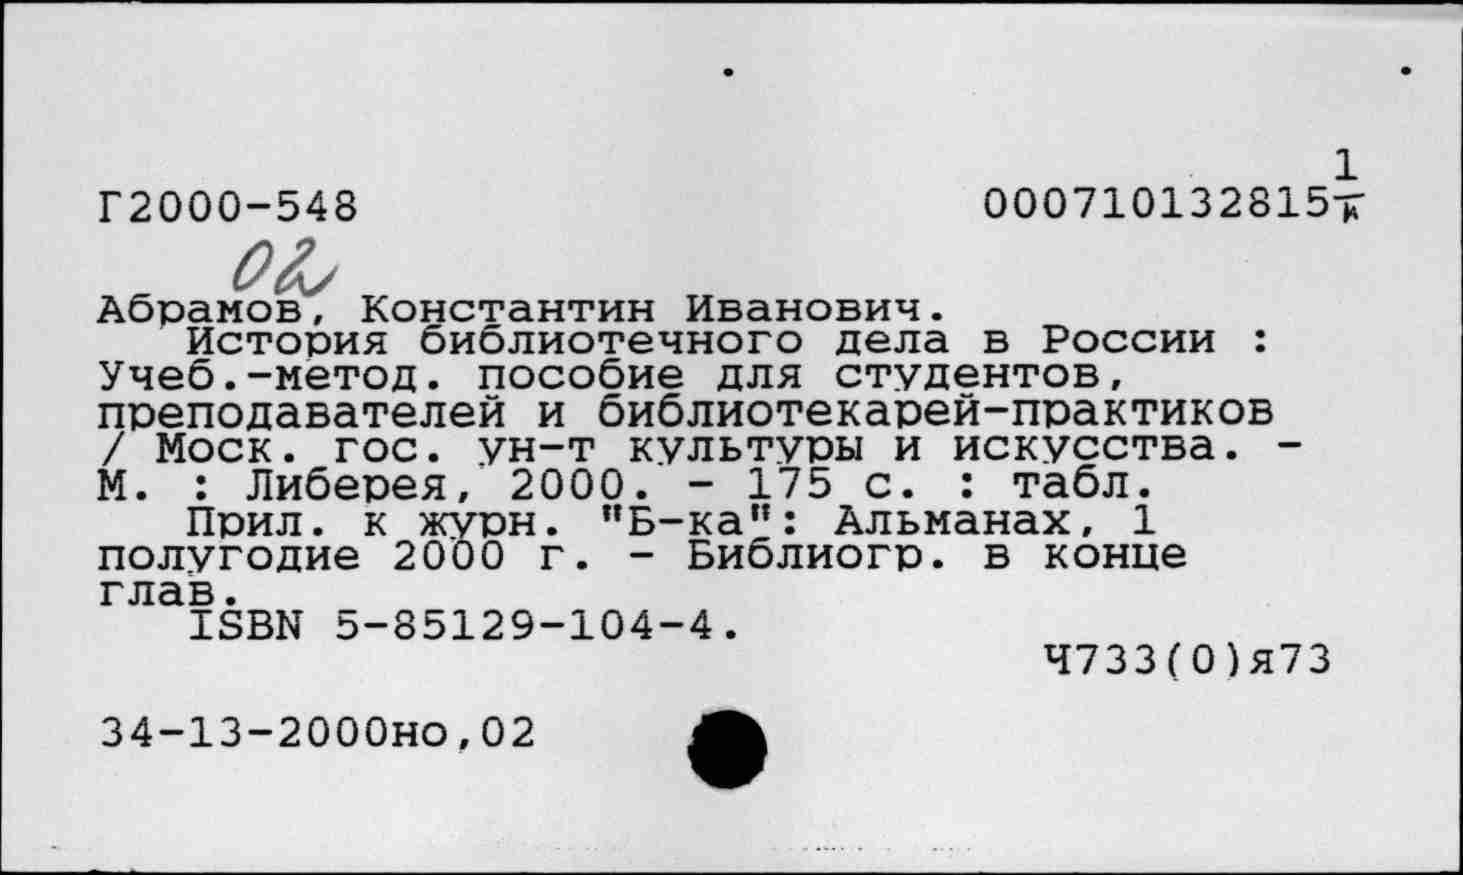 1
Г2000-548 000710132815к
02
Абрамов, Константин Иванович.
История библиотечного дела в России :
Учеб.-метод. пособие для студентов,
преподавателей и библиотекарей-практиков
/ Моск. гос. ун-т культуры и искусства. -
М. : Либерея, 2000. - 175 с. : табл.
Прил. к журн. "Б-ка": Альманах, 1
полугодие 2000 г. - Библиогр. в конце
глав.
ISBN 5-85129-104-4.
Ч733(0)я73
34-13-2000но,02